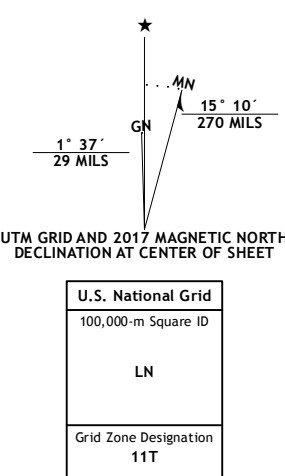 ★
MN
GN
15° 10´
270 MILS
1° 37´
29 MILS
UTM GRID AND 2017 MAGNETIC NORTH
DECLINATION AT CENTER OF SHEET
U.S. National Grid
100,000-m Square ID
LN
Grid Zone Designation
11T